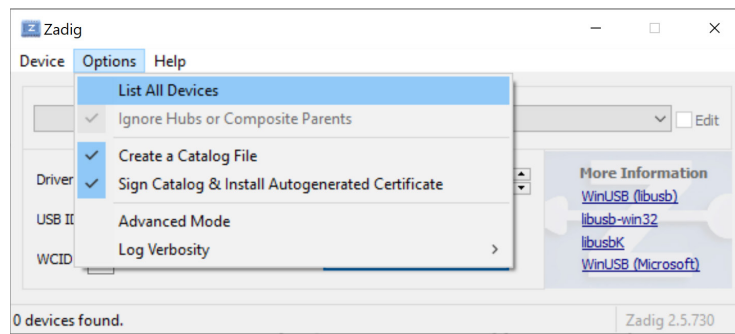 Zadig
Device Options Help
List All Devices
Ignore Hubs or Composite Parents
Edit
Create a Catalog File
Sign Catalog & Install Autogenerated Certificate
Driver
More Information
WinUSB (libusb)
USB
Advanced Mode
libusb-win32
Log Verbosity
libusbK
WCID
WinUSB (Microsoft)
0 devices found.
Zadig 2.5.730